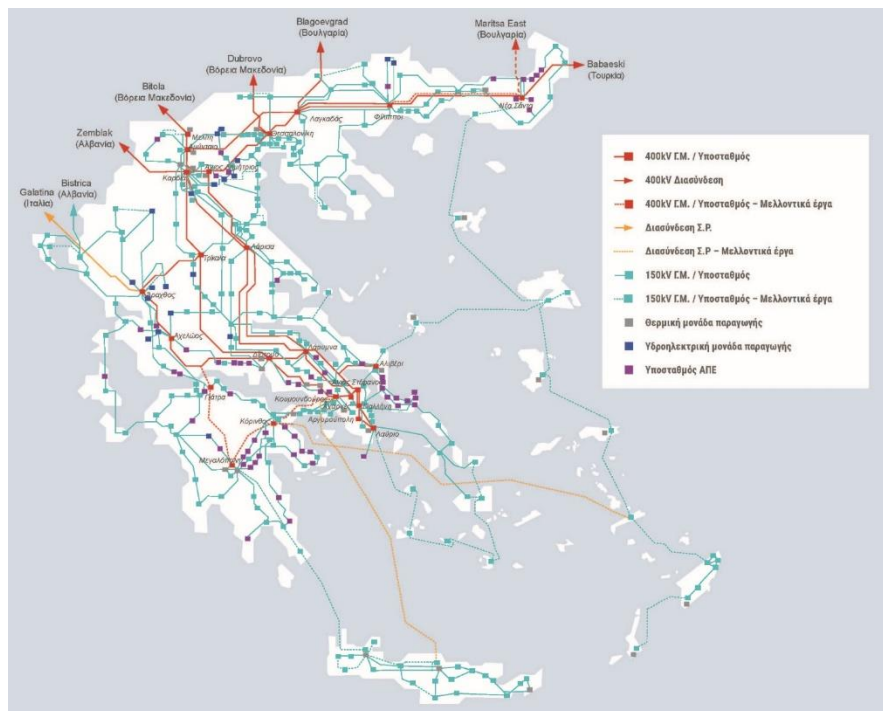 Blagoevgrad
(Βουλγαρία)
Maritsa East
(Βουλγαρία)
Dubrovo
(Βόρεια Μακεδονία)
Babaeski
(Τουρκία)
Bitola
(Βόρεια Μακεδονία)
Zemblak
(Αλβανία)
Galatina
(Ιταλία)
Bistrica
(Αλβανία)
Νέα Σάντα
Φίλιπποι
Λαγκαδάς
Θεσσαλονίκη
Μελίτη
Καρδιά
Λάρισα
Τρίκαλα
Άραχθος
Αχελώος
Λάρυμνα
Αλιβέρι
Κουμουνδούρος
Παλλήνη
Αργυρούπολη
Λαύριο
Πάτρα
Κόρινθος
400kV Γ.Μ. / Υποσταθμός
400kV Διασύνδεση
400kV Γ.Μ. / Υποσταθμός – Μελλοντικά έργα
Διασύνδεση Σ.Ρ.
Διασύνδεση Σ.Ρ – Μελλοντικά έργα
150kV Γ.Μ. / Υποσταθμός
150kV Γ.Μ. / Υποσταθμός – Μελλοντικά έργα
Θερμική μονάδα παραγωγής
Υδροηλεκτρική μονάδα παραγωγής
Υποσταθμός ΑΠΕ